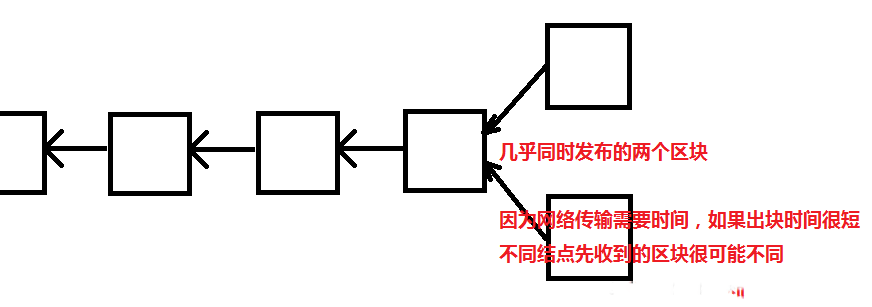 几乎同时发布的两个区块
因为网络传输需要时间，如果出块时间很短
不同结点先收到的区块很可能不同